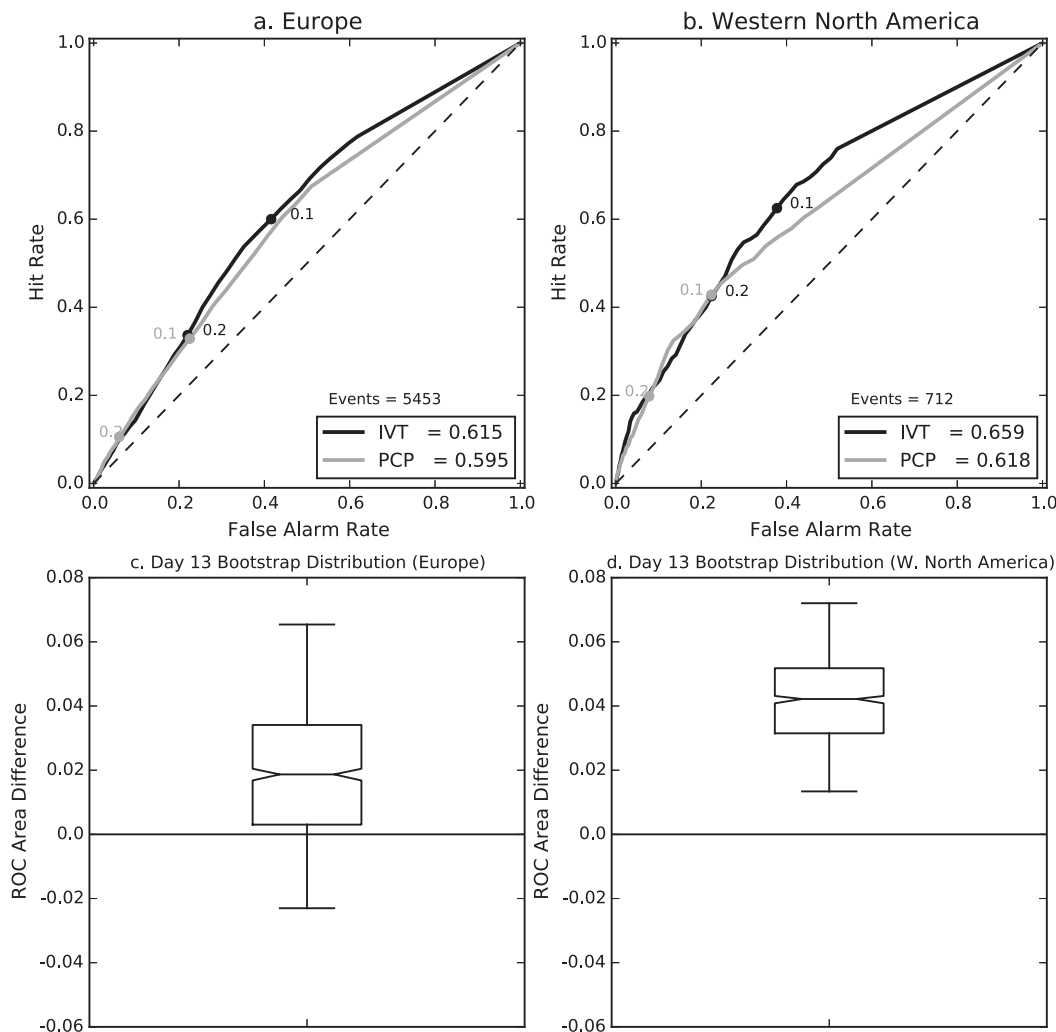 a. Europe
1.0
0.8
0.6
0.4
0.2
0.0
Hit Rate
0.1
0.1
0.2
0.2
Events = 5453
IVT = 0.615
PCP = 0.595
0.0 0.2 0.4 0.6 0.8 1.0
False Alarm Rate
b. Western North America
1.0
0.8
0.6
0.4
0.2
0.0
Hit Rate
0.1
0.1
0.2
0.2
Events = 712
IVT = 0.659
PCP = 0.618
0.0 0.2 0.4 0.6 0.8 1.0
False Alarm Rate
c. Day 13 Bootstrap Distribution (Europe)
0.08
0.06
0.04
0.02
0.0
-0.02
-0.04
-0.06
ROC Area Difference
d. Day 13 Bootstrap Distribution (W. North America)
0.08
0.06
0.04
0.02
0.0
-0.02
-0.04
-0.06
ROC Area Difference